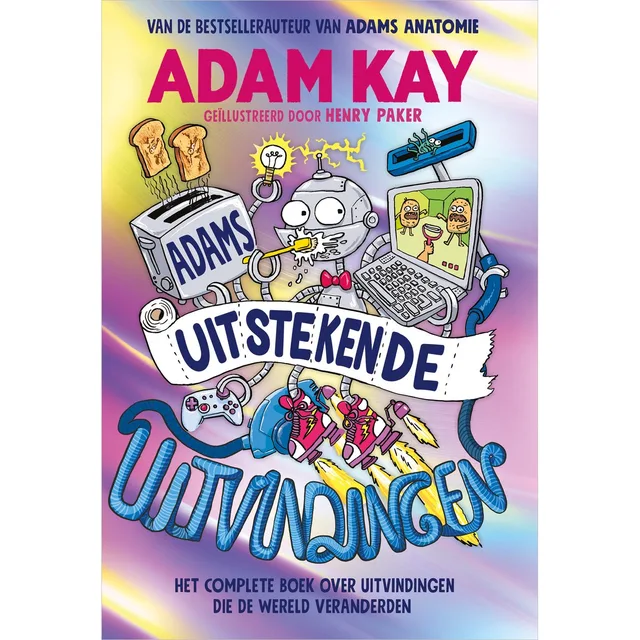 VAN DE BESTSELLERAUTEUR VAN ADAMS ANATOMIE
ADAM KAY
GEÏLLUSTREERD DOOR HENRY PAKER
ADAMS
UITSTEKENDE
UITVINDINGEN
HET COMPLETE BOEK OVER UITVINDINGEN
DIE DE WERELD VERANDERDEN